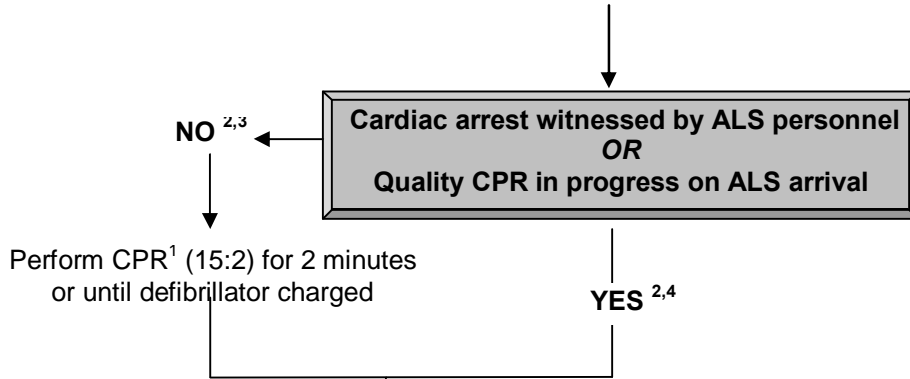 Cardiac arrest witnessed by ALS personnel
OR
Quality CPR in progress on ALS arrival
NO 2,3
Perform CPR1 (15:2) for 2 minutes
or until defibrillator charged
YES 2,4